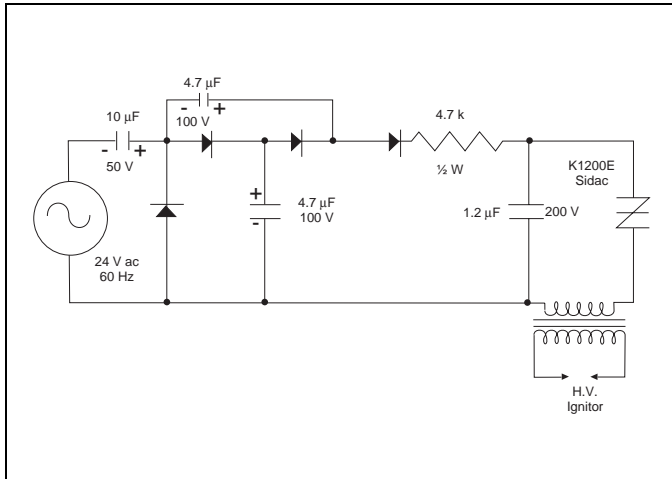 4.7 μF
- +
100 V
10 μF
- +
50 V
4.7 k
½ W
K1200E
Sidac
+
-
4.7 μF
100 V
1.2 μF
200 V
24 V ac
60 Hz
H.V.
Ignitor